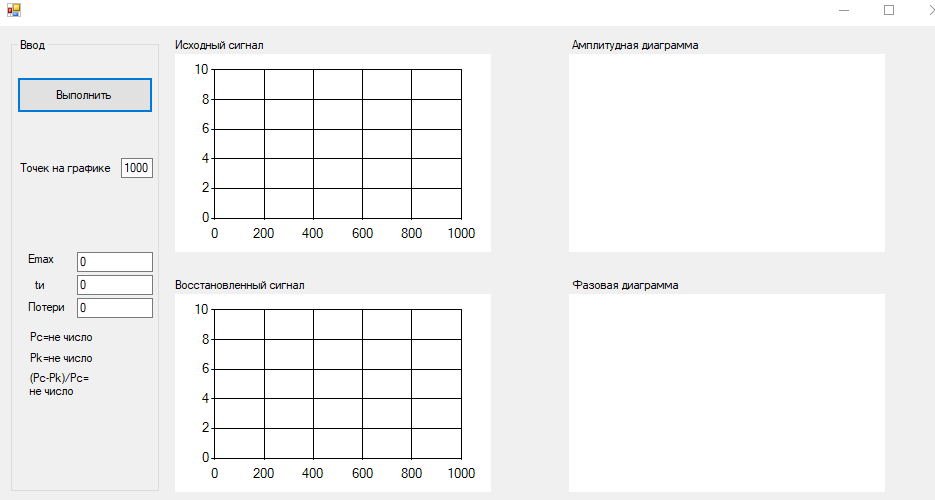 Ввод
Выполнить
Точек на графике 1000
Emax 0
tи 0
Потери 0
Pc=не число
Pk=не число
(Pc-Pk)/Pc=
не число
Исходный сигнал
10
8
6
4
2
0
0 200 400 600 800 1000
Амплитудная диаграмма
Восстановленный сигнал
10
8
6
4
2
0
0 200 400 600 800 1000
Фазовая диаграмма